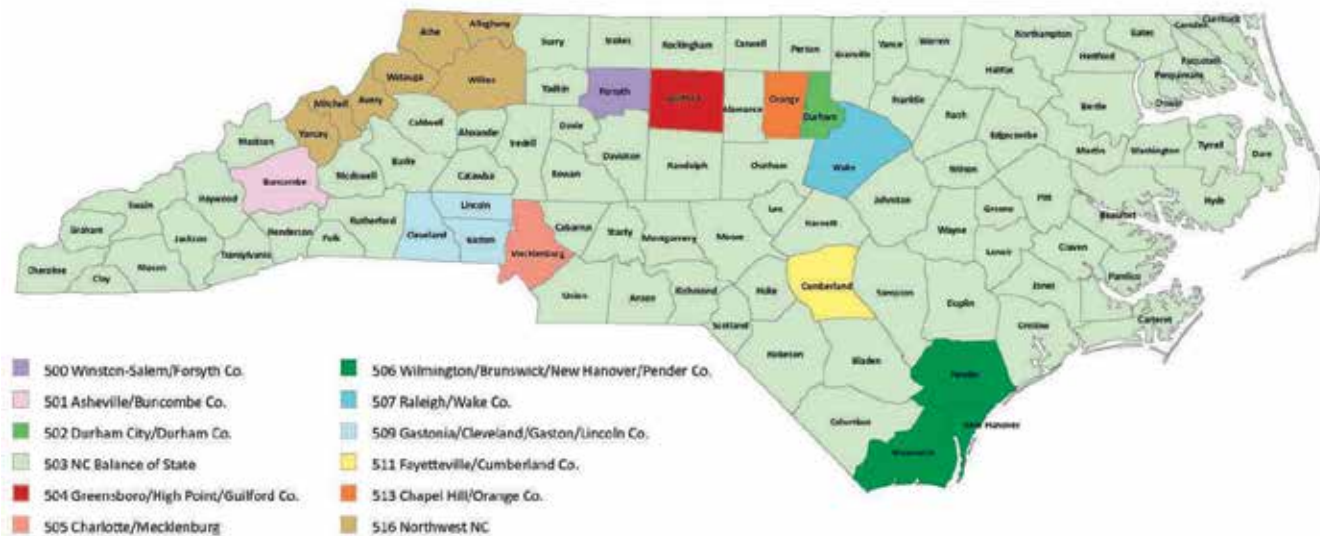 Ashe
Alleghany
Surry
Stokes
Rockingham
Caswell
Person
Granville
Vance
Warren
Northampton
Gates
Camden
Currituck
Hertford
Pasquotank
Perquimans
Halifax
Watauga
Wilkes
Yadkin
Forsyth
Guilford
Alamance
Orange
Durham
Franklin
Nash
Bertie
Mitchell
Avery
Yancey
Caldwell
Alexander
Iredell
Davie
Edgecombe
Martin
Washington
Tyrrell
Dare
Madison
Burke
McDowell
Catawba
Rowan
Davidson
Randolph
Chatham
Wake
Wilson
Buncombe
Haywood
Swain
Graham
Jackson
Henderson
Polk
Rutherford
Cleveland
Lincoln
Gaston
Mecklenburg
Cabarrus
Stanly
Montgomery
Moore
Lee
Harnett
Johnston
Greene
Pitt
Beaufort
Hyde
Cherokee
Clay
Macon
Transylvania
Wayne
Lenoir
Craven
Pamlico
Jones
Carteret
Union
Anson
Richmond
Hoke
Scotland
Cumberland
Sampson
Duplin
Onslow
Robeson
Bladen
Pender
Columbus
New Hanover
Brunswick
500 Winston-Salem/Forsyth Co.
501 Asheville/Buncombe Co.
502 Durham City/Durham Co.
503 NC Balance of State
504 Greensboro/High Point/Guilford Co.
505 Charlotte/Mecklenburg
506 Wilmington/Brunswick/New Hanover/Pender Co.
507 Raleigh/Wake Co.
509 Gastonia/Cleveland/Gaston/Lincoln Co.
511 Fayetteville/Cumberland Co.
513 Chapel Hill/Orange Co.
516 Northwest NC